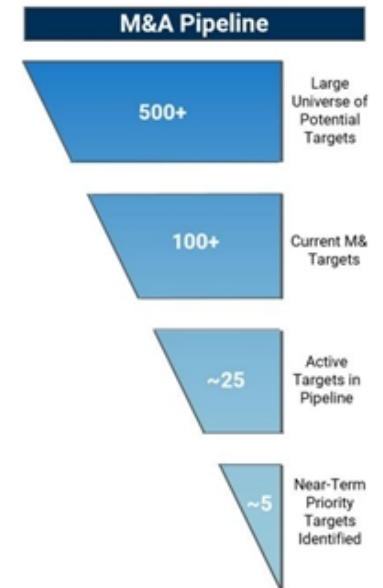 M&A Pipeline
500+
Large
Universe of
Potential
Targets
100+
Current M&
Targets
~25
Active
Targets in
Pipeline
~5
Near-Term
Priority
Targets
Identified